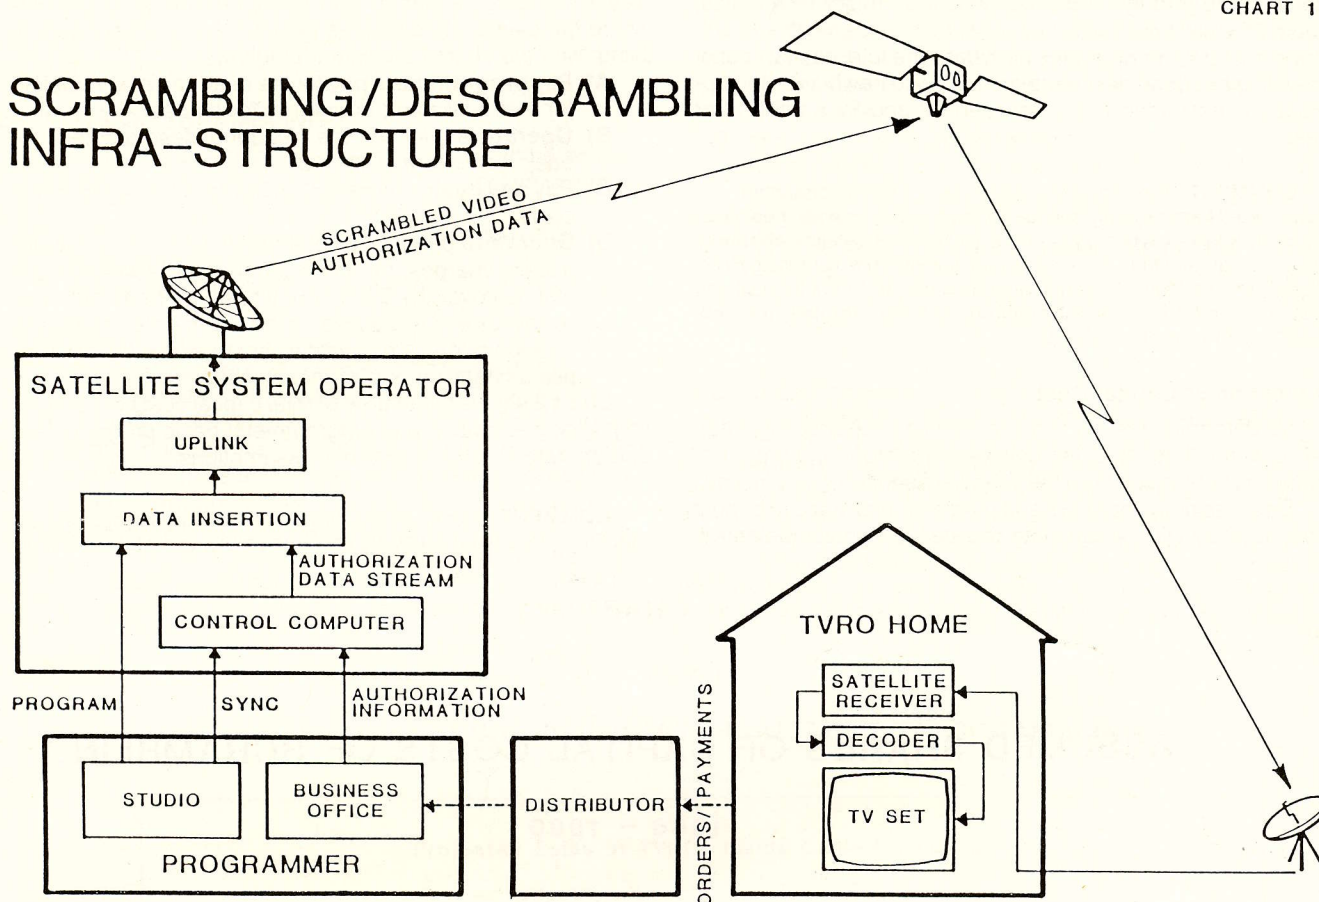 CHART 1
SCRAMBLING/DESCRAMBLING
INFRA-STRUCTURE
SCRAMBLED VIDEO
AUTHORIZATION DATA
SATELLITE SYSTEM OPERATOR
UPLINK
DATA INSERTION
AUTHORIZATION
DATA STREAM
CONTROL COMPUTER
PROGRAM
SYNC
AUTHORIZATION
INFORMATION
STUDIO
BUSINESS
OFFICE
PROGRAMMER
DISTRIBUTOR
ORDERS/PAYMENTS
TVRO HOME
SATELLITE
RECEIVER
DECODER
TV SET